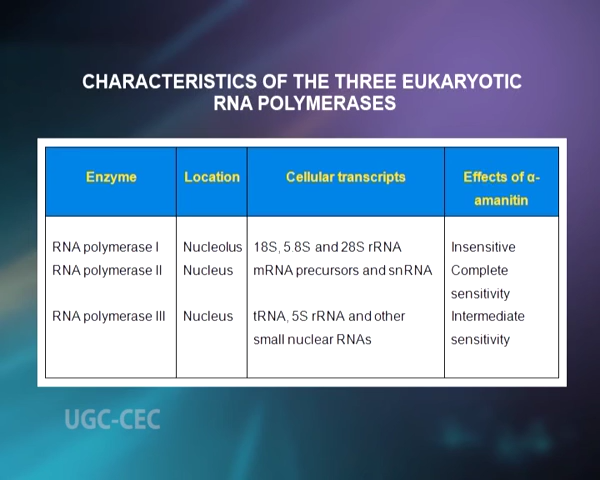 CHARACTERISTICS OF THE THREE EUKARYOTIC
RNA POLYMERASES
Enzyme Location Cellular transcripts Effects of α-
amanitin
RNA polymerase I Nucleolus 18S, 5.8S and 28S rRNA Insensitive
RNA polymerase II Nucleus mRNA precursors and snRNA Complete
sensitivity
RNA polymerase III Nucleus tRNA, 5S rRNA and other Intermediate
small nuclear RNAs sensitivity
UGC-CEC